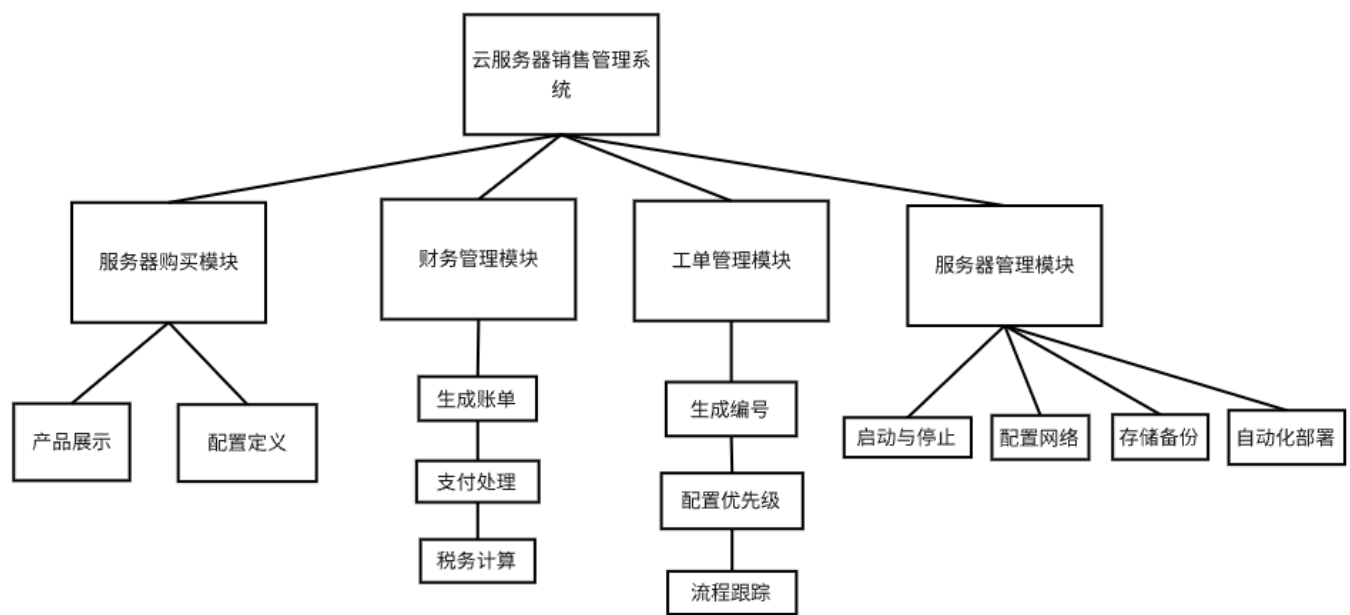 云服务器销售管理系
统
服务器购买模块
财务管理模块
工单管理模块
服务器管理模块
产品展示
配置定义
生成账单
支付处理
税务计算
生成编号
配置优先级
流程跟踪
启动与停止
配置网络
存储备份
自动化部署